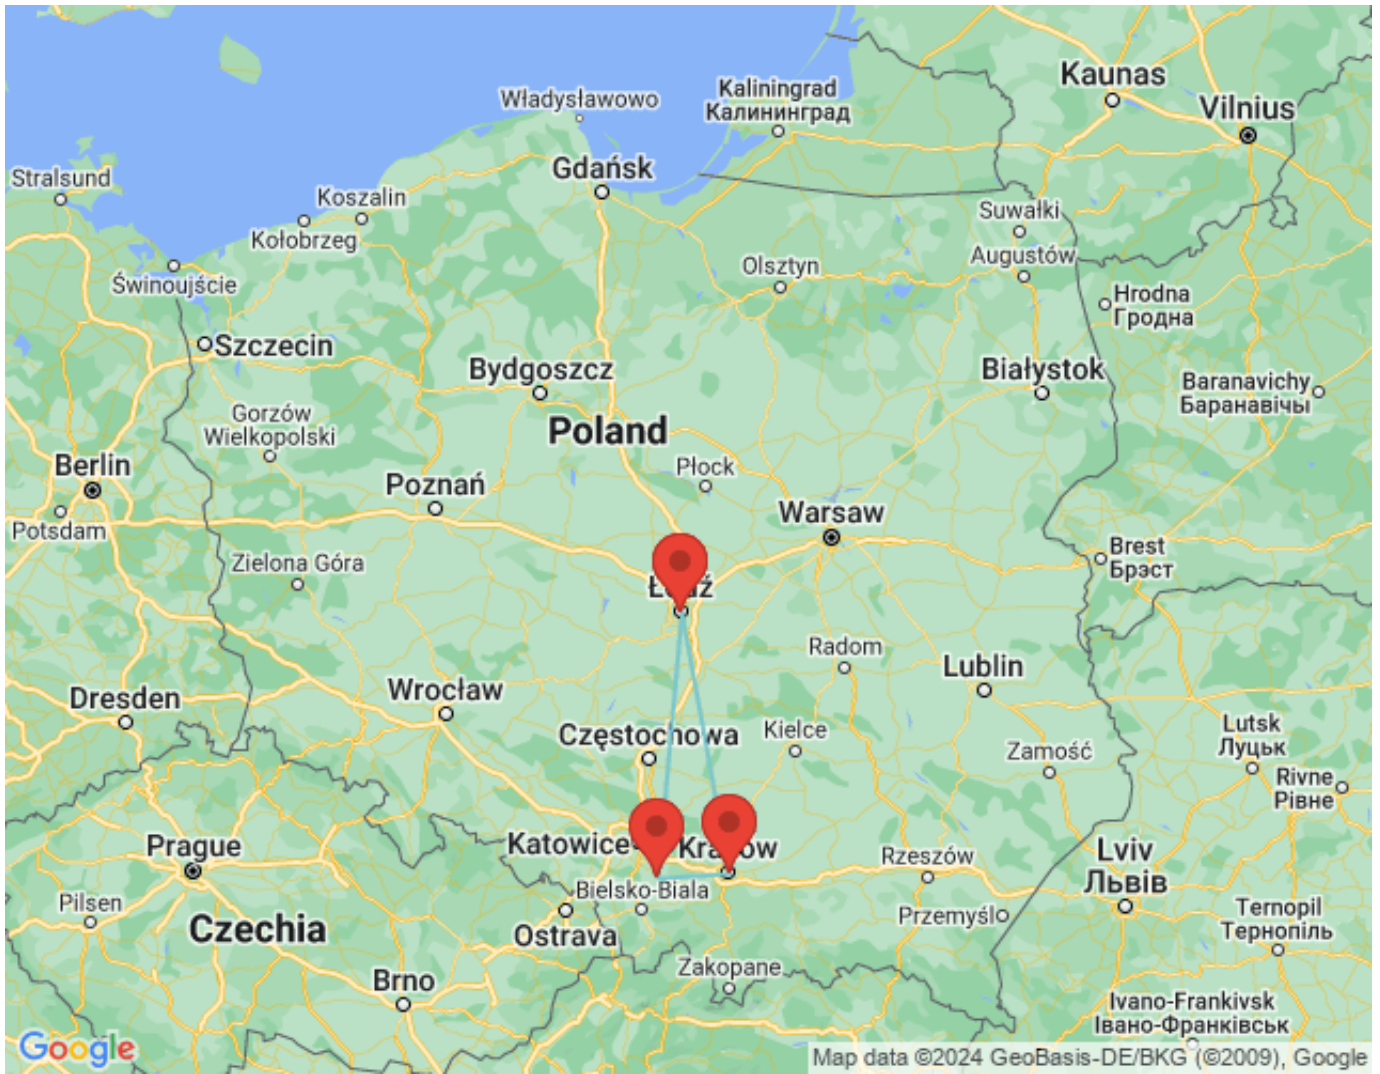 Kaunas
Kaliningrad
Калининград
Władysławowo
Vilnius
Gdańsk
Stralsund
Koszalin
Suwałki
Kołobrzeg
Augustów
Olsztyn
Świnoujście
Hrodna
Гродна
Szczecin
Bydgoszcz
Białystok
Baranavichy
Баранавічы
Gorzów
Wielkopolski
Poland
Berlin
Płock
Poznań
Warsaw
Potsdam
Brest
Брэст
Zielona Góra
Radom
Lublin
Wrocław
Dresden
Lutsk
Луцьк
Częstochowa
Kielce
Zamość
Rivne
Рівне
Prague
Katowice
Rzeszów
Lviv
Львів
Bielsko-Biala
Pilsen
Przemyśl
Ternopil
Тернопіль
Czechia
Ostrava
Zakopane
Brno
Ivano-Frankivsk
Івано-Франківськ
Google
Map data ©2024 GeoBasis-DE/BKG (©2009), Google